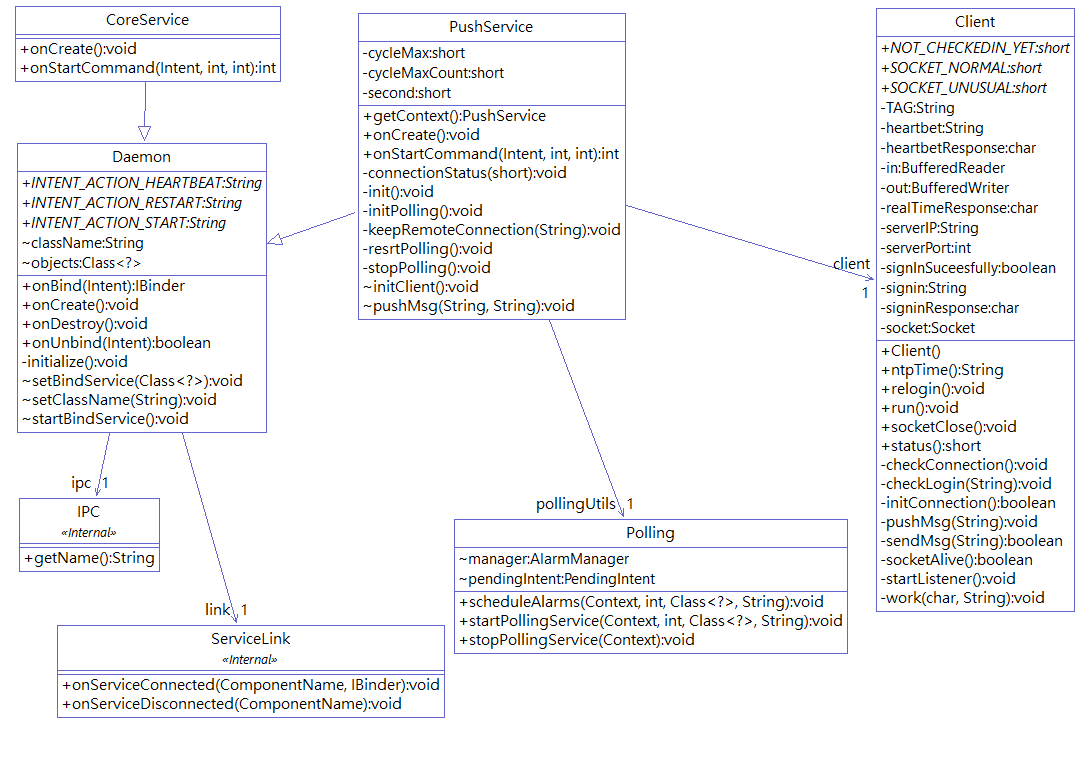 CoreService
+onCreate():void
+onStartCommand(Intent, int, int):int
Daemon
+INTENT_ACTION_HEARTBEAT:String
+INTENT_ACTION_RESTART:String
+INTENT_ACTION_START:String
~className:String
~objects:Class<?>
+onBind(Intent):IBinder
+onCreate():void
+onDestroy():void
+onUnbind(Intent):boolean
-initialize():void
~setBindService(Class<?>):void
~setClassName(String):void
~startBindService():void
ipc 1
IPC
«Internal»
+getName():String
link 1
ServiceLink
«Internal»
+onServiceConnected(ComponentName, IBinder):void
+onServiceDisconnected(ComponentName):void
PushService
-cycleMax:short
-cycleMaxCount:short
-second:short
+getContext():PushService
+onCreate():void
+onStartCommand(Intent, int, int):int
-connectionStatus(short):void
-init():void
-initPolling():void
-keepRemoteConnection(String):void
-resrtPolling():void
-stopPolling():void
~initClient():void
~pushMsg(String, String):void
pollingUtils 1
Polling
~manager:AlarmManager
~pendingIntent:PendingIntent
+scheduleAlarms(Context, int, Class<?>, String):void
+startPollingService(Context, int, Class<?>, String):void
+stopPollingService(Context):void
client
1
Client
+NOT_CHECKEDIN_YET:short
+SOCKET_NORMAL:short
+SOCKET_UNUSUAL:short
-TAG:String
-heartbet:String
-heartbetResponse:char
-in:BufferedReader
-out:BufferedWriter
-realTimeResponse:char
-serverIP:String
-serverPort:int
-signInSuceesfully:boolean
-signin:String
-signinResponse:char
-socket:Socket
+Client()
+ntpTime():String
+relogin():void
+run():void
+socketClose():void
+status():short
-checkConnection():void
-checkLogin(String):void
-initConnection():boolean
-pushMsg(String):void
-sendMsg(String):boolean
-socketAlive():boolean
-startListener():void
-work(char, String):void